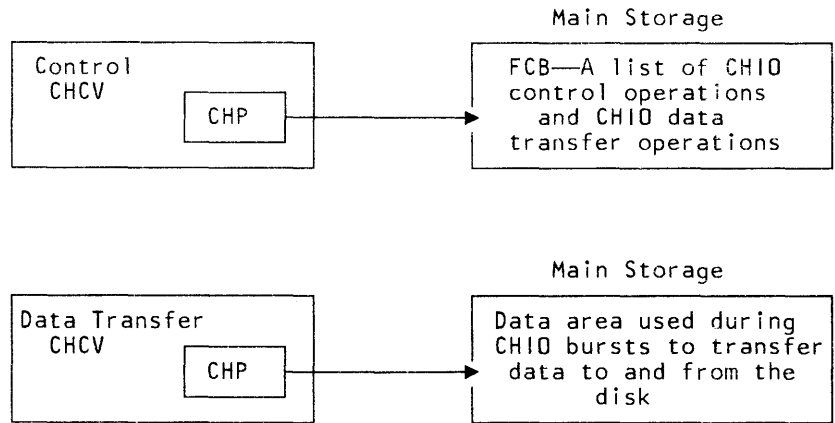 Main Storage
Control
CHCV
CHP
FCB—A list of CHIO
control operations
and CHIO data
transfer operations
Main Storage
Data Transfer
CHCV
CHP
Data area used during
CHIO bursts to transfer
data to and from the
disk